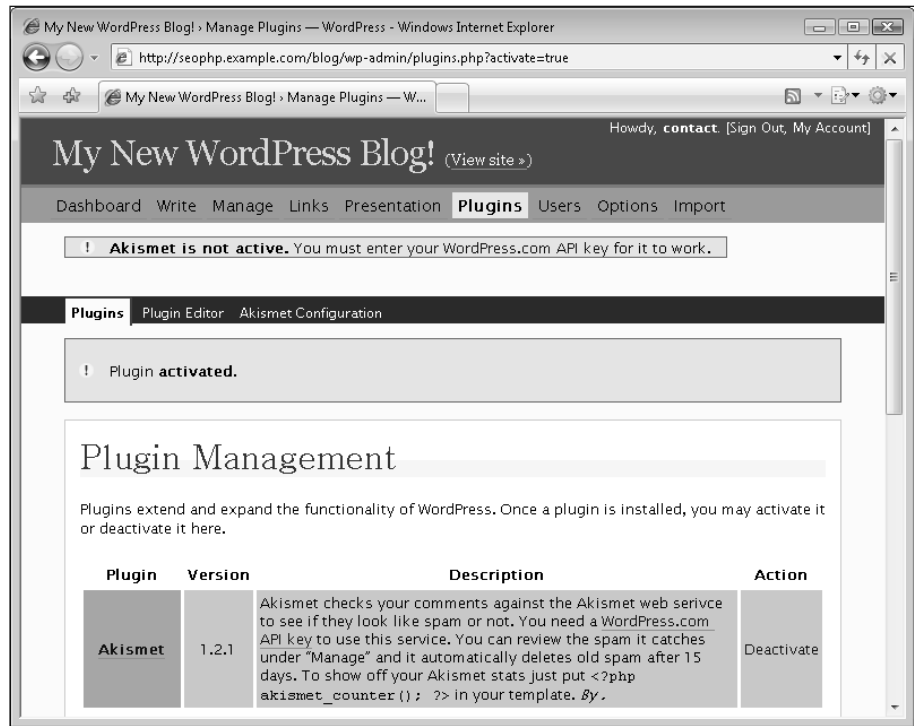 My New WordPress Blog! › Manage Plugins — WordPress - Windows Internet Explorer
http://seophp.example.com/blog/wp-admin/plugins.php?activate=true
My New WordPress Blog! › Manage Plugins — W...
Howdy, contact. [Sign Out, My Account]
My New WordPress Blog! (View site »)
Dashboard Write Manage Links Presentation Plugins Users Options Import
! Akismet is not active. You must enter your WordPress.com API key for it to work.
Plugins Plugin Editor Akismet Configuration
! Plugin activated.
Plugin Management
Plugins extend and expand the functionality of WordPress. Once a plugin is installed, you may activate it
or deactivate it here.
Plugin Version Description Action
Akismet checks your comments against the Akismet web serivce
to see if they look like spam or not. You need a WordPress.com
API key to use this service. You can review the spam it catches
Akismet 1.2.1 under “Manage” and it automatically deletes old spam after 15 Deactivate
days. To show off your Akismet stats just put <?php
akismet_counter(); ?> in your template. By .